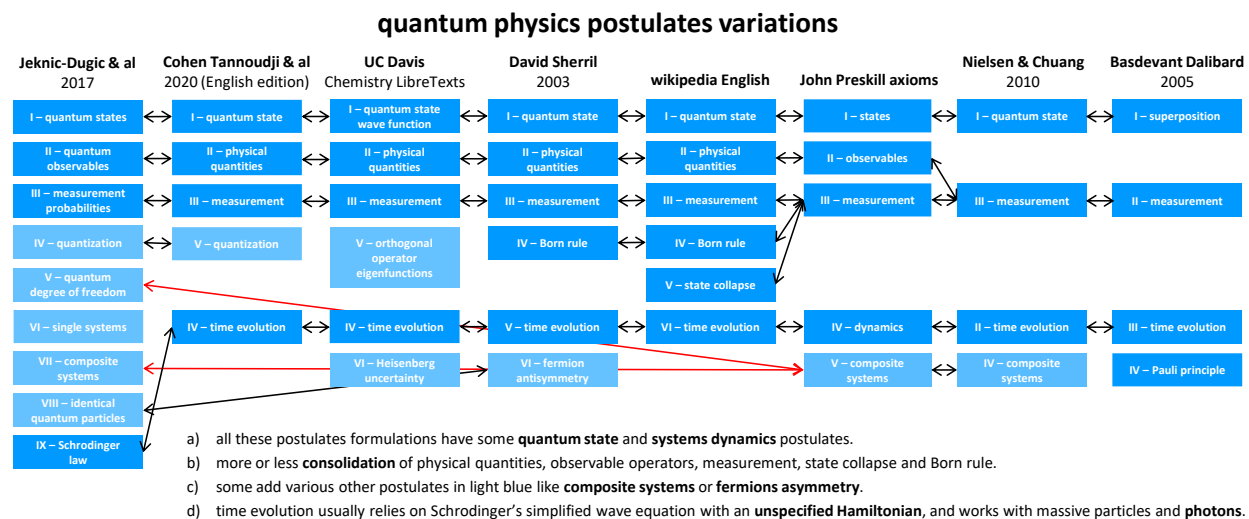 quantum physics postulates variations
Jeknic-Dugic & al
2017
Cohen Tannoudji & al
2020 (English edition)
UC Davis
Chemistry LibreTexts
David Sherril
2003
wikipedia English
John Preskill axioms
Nielsen & Chuang
2010
Basdevant Dalibard
2005
I – quantum states
I – quantum state
I – quantum state
wave function
I – quantum state
I – quantum state
I – states
I – quantum state
I – superposition
II – quantum
observables
II – physical
quantities
II – physical
quantities
II – physical
quantities
II – physical
quantities
II – observables
III – measurement
probabilities
III – measurement
III – measurement
III – measurement
III – measurement
III – measurement
III – measurement
II – measurement
IV – quantization
V – quantization
V – orthogonal
operator
eigenfunctions
IV – Born rule
IV – Born rule
V – quantum
degree of freedom
V – state collapse
VI – single systems
IV – time evolution
IV – time evolution
V – time evolution
VI – time evolution
IV – dynamics
II – time evolution
III – time evolution
VII – composite
systems
VI – Heisenberg
uncertainty
VI – fermion
antisymmetry
V – composite
systems
IV – composite
systems
IV – Pauli principle
VIII – identical
quantum particles
IX – Schrodinger
law
a) all these postulates formulations have some quantum state and systems dynamics postulates.
b) more or less consolidation of physical quantities, observable operators, measurement, state collapse and Born rule.
c) some add various other postulates in light blue like composite systems or fermions asymmetry.
d) time evolution usually relies on Schrodinger's simplified wave equation with an unspecified Hamiltonian, and works with massive particles and photons.